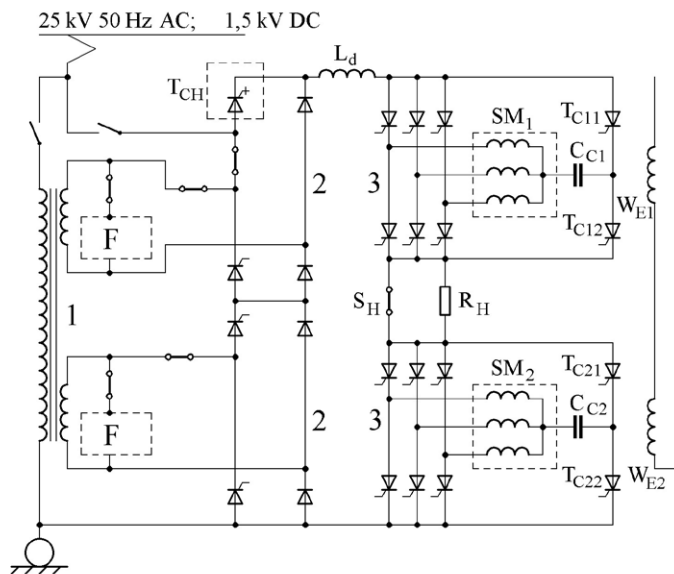 25 kV 50 Hz AC; 1,5 kV DC
L_d
T_CH
SM_1
T_C11
C_C1
2
3
W_E1
F
T_C12
1
S_H
R_H
SM_2
T_C21
C_C2
2
3
F
T_C22
W_E2